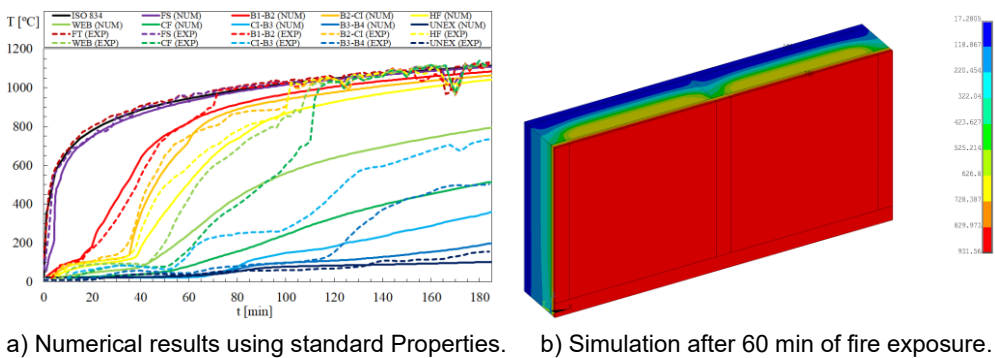 T [ºC]
ISO 834 FS (NUM) B1-B2 (NUM) B2-CI (NUM) HF (NUM)
WEB (NUM) CF (NUM) CI-B3 (NUM) B3-B4 (NUM) UNEX (NUM)
FT (EXP) FS (EXP) B1-B2 (EXP) B2-CI (EXP) HF (EXP)
WEB (EXP) CF (EXP) CI-B3 (EXP) B3-B4 (EXP) UNEX (EXP)
1200
1000
800
600
400
200
0
0 20 40 60 80 100 120 140 160 180
t [min]
17.2805
118.867
220.454
322.04
423.627
525.214
626.8
728.387
829.973
931.56
a) Numerical results using standard Properties. b) Simulation after 60 min of fire exposure.